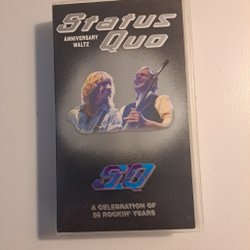 Status
ANNIVERSARY
WALTZ
Quo
SQ
A CELEBRATION OF
25 ROCKIN' YEARS